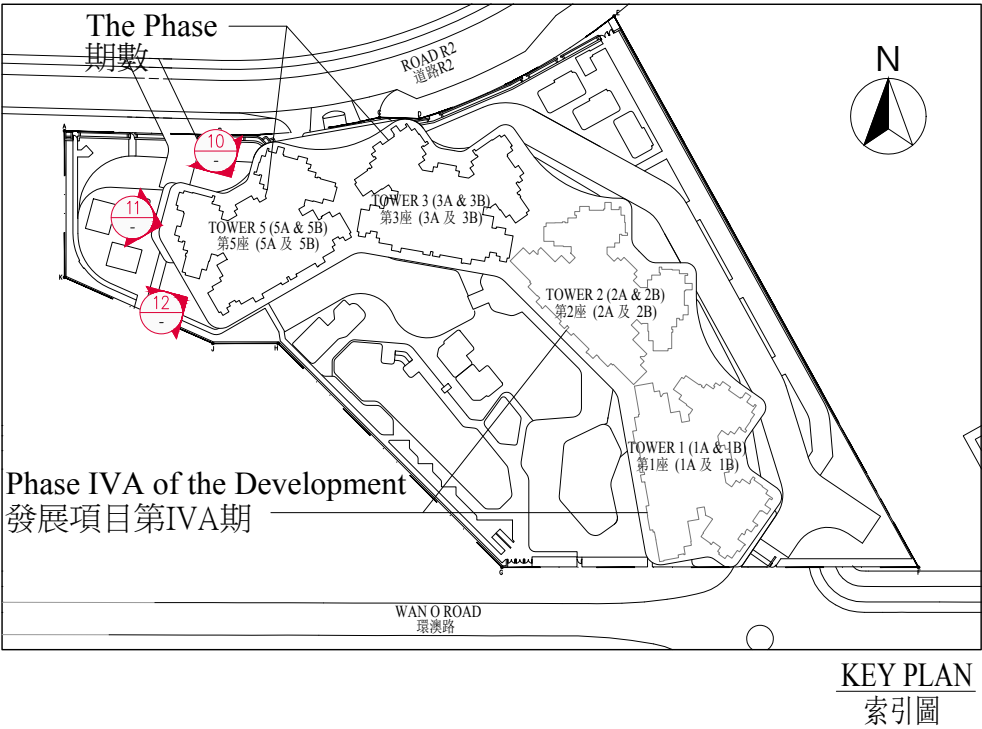 The Phase
期數
ROAD R2
道路R2
N
10
-
11
-
12
-
TOWER 3 (3A & 3B)
第3座 (3A 及 3B)
TOWER 5 (5A & 5B)
第5座 (5A 及 5B)
TOWER 2 (2A & 2B)
第2座 (2A 及 2B)
TOWER 1 (1A & 1B)
第1座 (1A 及 1B)
K
J
H
G
F
Phase IVA of the Development
發展項目第IVA期
WAN O ROAD
環澳路
KEY PLAN
索引圖